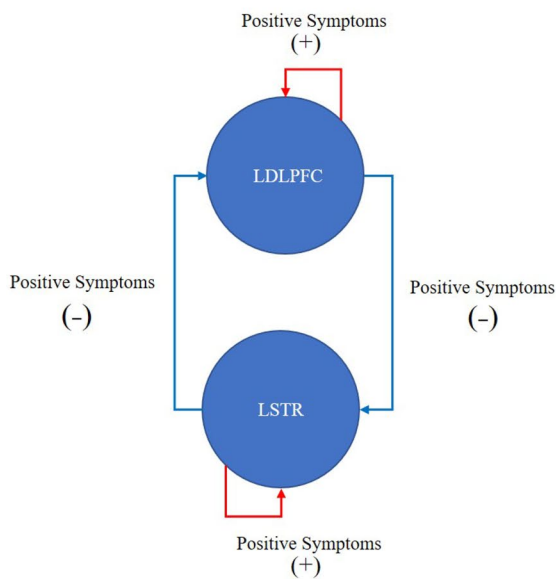 Positive Symptoms
(+)
LDLPFC
Positive Symptoms
(-)
Positive Symptoms
(-)
LSTR
Positive Symptoms
(+)